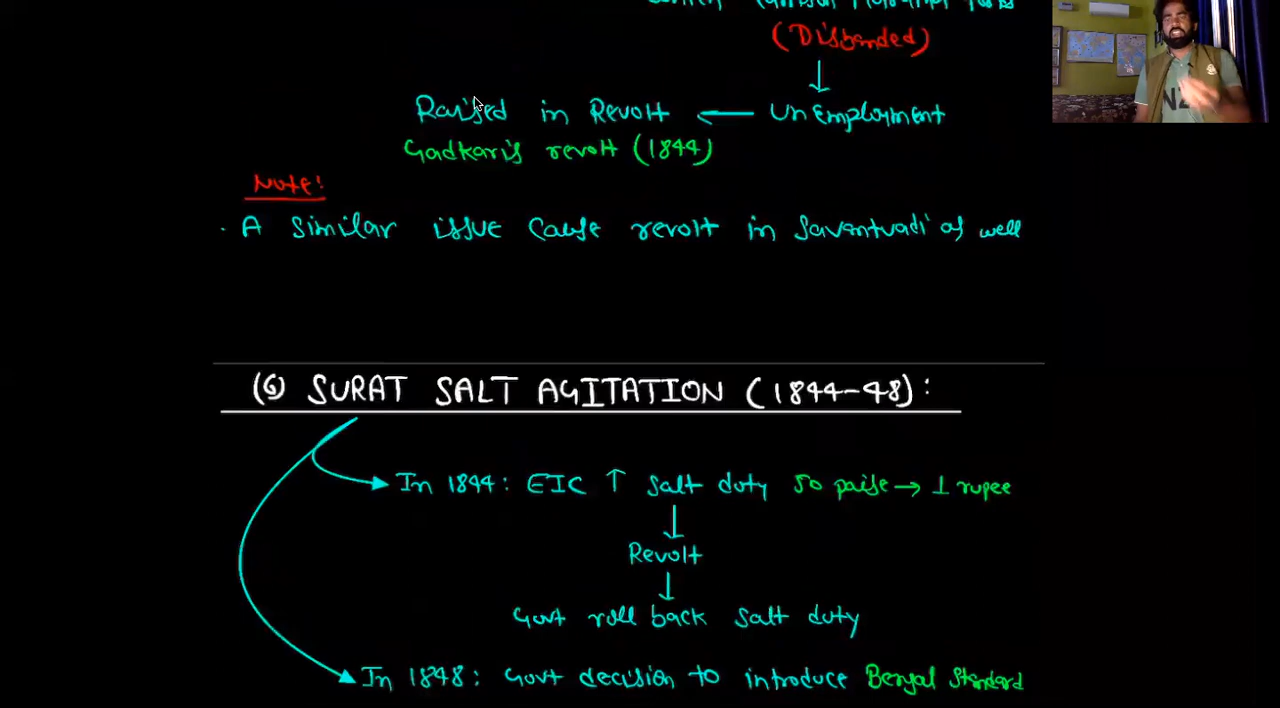 (Disbanded)
↓
Raised in Revolt ← UnEmployment
Gadkaris revolt (1844)
Note:
· A Similar issue Cause revolt in Savantvadi as well
(6) SURAT SALT AGITATION (1844-48):
→ In 1844: EIC ↑ Salt duty 50 paise → 1 rupee
↓
Revolt
↓
Govt roll back Salt duty
→ In 1848: Govt decision to introduce Bengal Standard